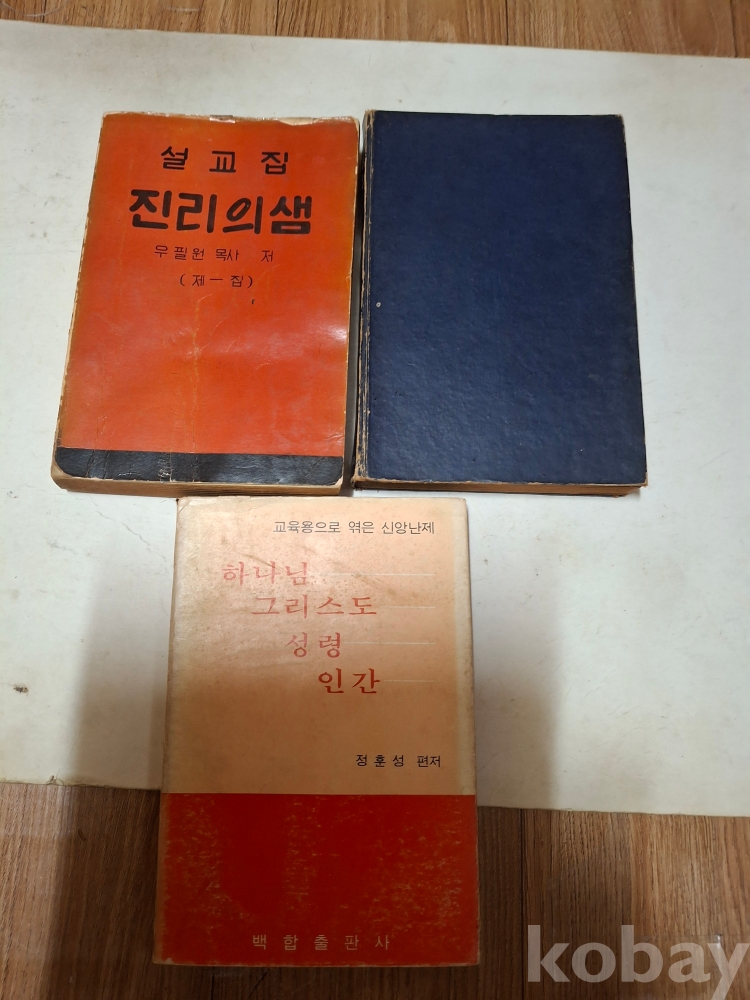 설교집
진리의샘
우필원 목사 저
(제一집)
교육용으로 엮은 신앙난제
하나님
그리스도
성령
인간
정훈성 편저
백합출판사
kobay